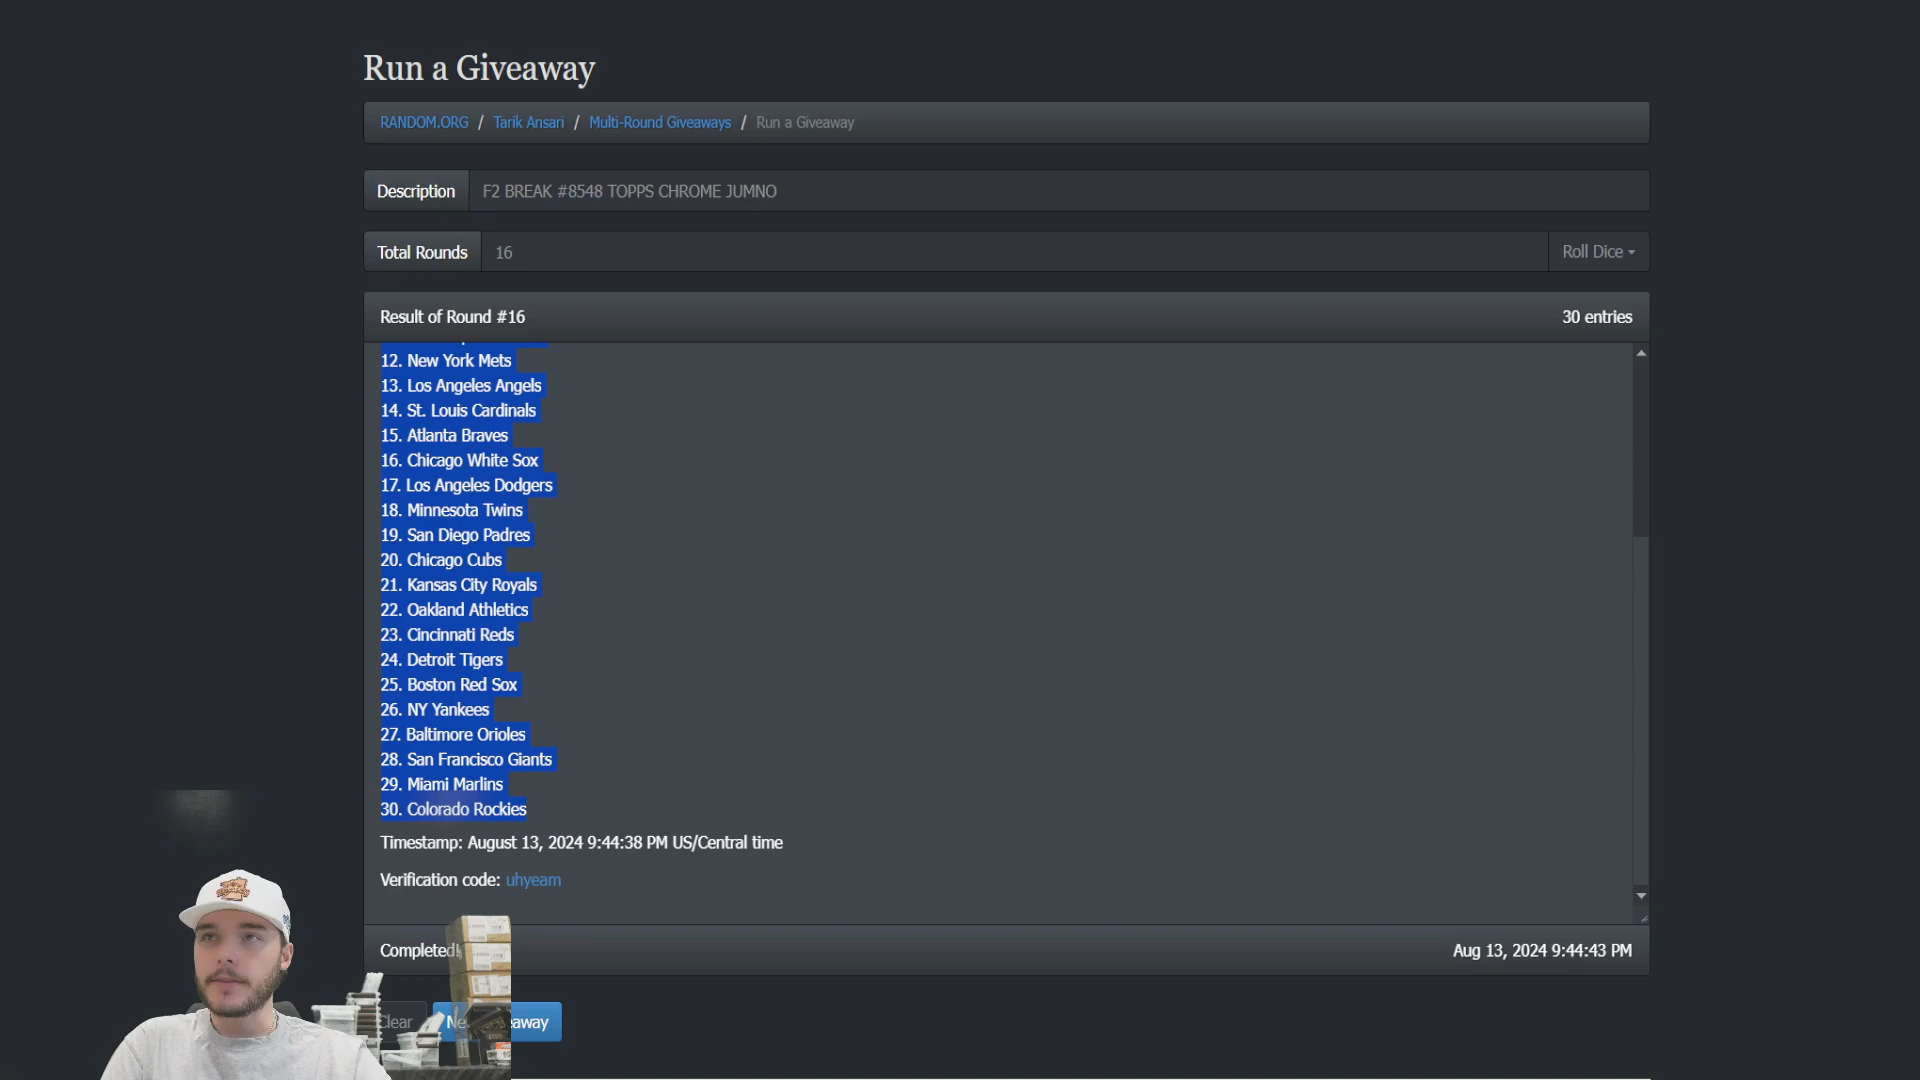 Run a Giveaway
RANDOM.ORG / Tarik Ansari / Multi-Round Giveaways / Run a Giveaway
Description F2 BREAK #8548 TOPPS CHROME JUMNO
Total Rounds 16 Roll Dice
Result of Round #16 30 entries
12. New York Mets
13. Los Angeles Angels
14. St. Louis Cardinals
15. Atlanta Braves
16. Chicago White Sox
17. Los Angeles Dodgers
18. Minnesota Twins
19. San Diego Padres
20. Chicago Cubs
21. Kansas City Royals
22. Oakland Athletics
23. Cincinnati Reds
24. Detroit Tigers
25. Boston Red Sox
26. NY Yankees
27. Baltimore Orioles
28. San Francisco Giants
29. Miami Marlins
30. Colorado Rockies
Timestamp: August 13, 2024 9:44:38 PM US/Central time
Verification code: uhyeam
Completed! Aug 13, 2024 9:44:43 PM
Clear